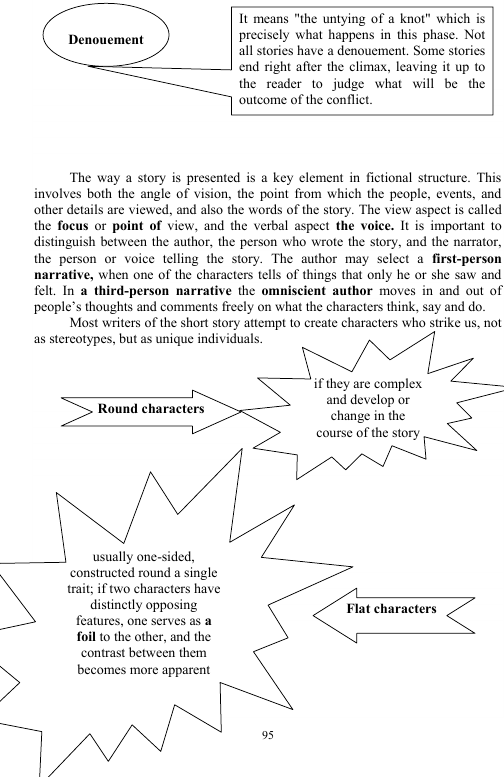 Denouement
It means "the untying of a knot" which is
precisely what happens in this phase. Not
all stories have a denouement. Some stories
end right after the climax, leaving it up to
the reader to judge what will be the
outcome of the conflict.
The way a story is presented is a key element in fictional structure. This
involves both the angle of vision, the point from which the people, events, and
other details are viewed, and also the words of the story. The view aspect is called
the focus or point of view, and the verbal aspect the voice. It is important to
distinguish between the author, the person who wrote the story, and the narrator,
the person or voice telling the story. The author may select a first-person
narrative, when one of the characters tells of things that only he or she saw and
felt. In a third-person narrative the omniscient author moves in and out of
people's thoughts and comments freely on what the characters think, say and do.
Most writers of the short story attempt to create characters who strike us, not
as stereotypes, but as unique individuals.
Round characters
if they are complex
and develop or
change in the
course of the story
usually one-sided,
constructed round a single
trait; if two characters have
distinctly opposing
features, one serves as a
foil to the other, and the
contrast between them
becomes more apparent
Flat characters
95